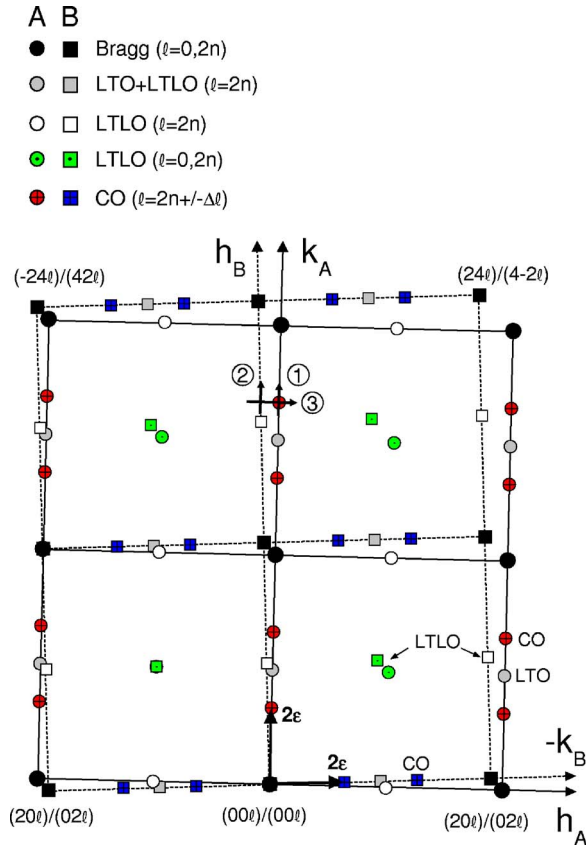 A B
Bragg (ℓ=0,2n)
LTO+LTLO (ℓ=2n)
LTLO (ℓ=2n)
LTLO (ℓ=0,2n)
CO (ℓ=2n+/-Δℓ)
h_B k_A
(-24ℓ)/(42ℓ) (24ℓ)/(4-2ℓ)
② ①
③
LTLO CO
LTO
2ε
2ε CO -k_B
(20ℓ)/(02ℓ) (00ℓ)/(00ℓ) (20ℓ)/(02ℓ) h_A